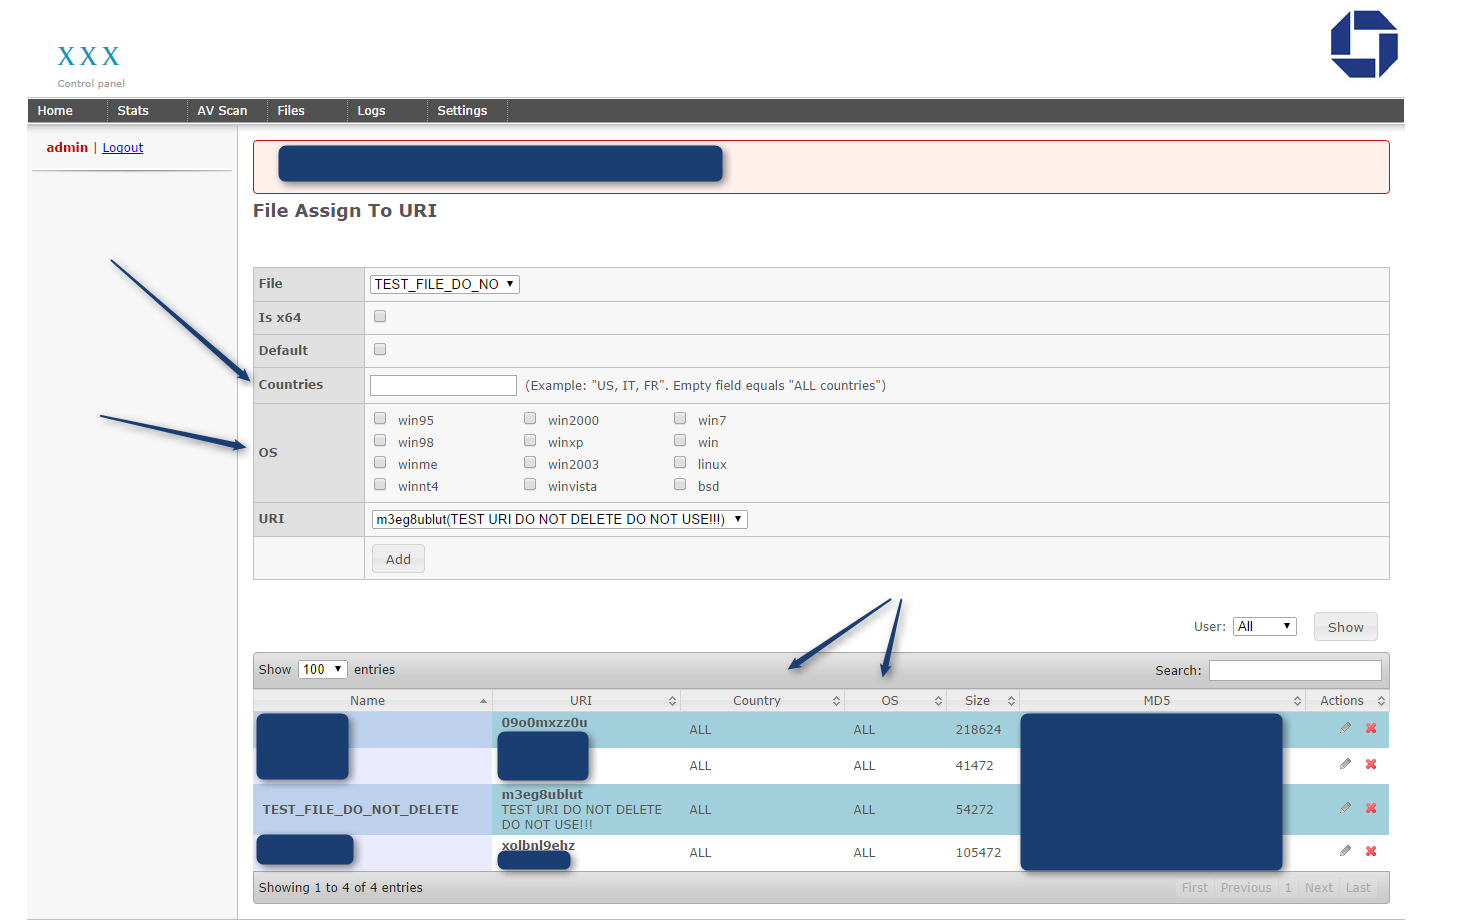 XXX
Control panel
Home Stats AV Scan Files Logs Settings
admin | Logout
File Assign To URI
File TEST_FILE_DO_NO
Is x64
Default
Countries (Example: "US, IT, FR". Empty field equals "ALL countries")
OS
win95 win2000 win7
win98 winxp win
winme win2003 linux
winnt4 winvista bsd
URI m3eg8ublut(TEST URI DO NOT DELETE DO NOT USE!!!)
Add
User: All Show
Show 100 entries Search:
Name URI Country OS Size MD5 Actions
09o0mxzz0u
ALL ALL 218624
ALL ALL 41472
m3eg8ublut
TEST_FILE_DO_NOT_DELETE TEST URI DO NOT DELETE ALL ALL 54272
DO NOT USE!!!
xolbnl9ehz
ALL ALL 105472
Showing 1 to 4 of 4 entries First Previous 1 Next Last